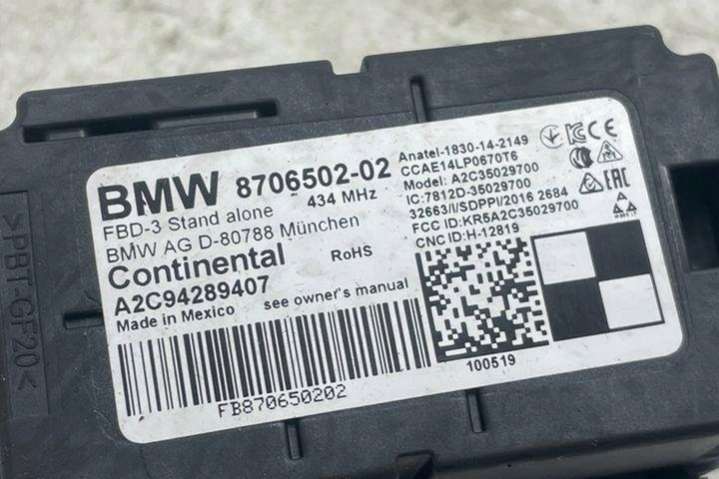 BMW 8706502-02
FBD-3 Stand alone 434 MHz
BMW AG D-80788 München
Continental RoHS
A2C94289407
Made in Mexico see owner's manual
FB870650202
Anatel-1830-14-2149
CCAE14LP0670T6
Model: A2C35029700
IC:7812D-35029700
32663/I/SDPPI/2016 2684
FCC ID: KR5A2C35029700
CNC ID:H-12819
CE
EAC
100519
>PBT-GF20<